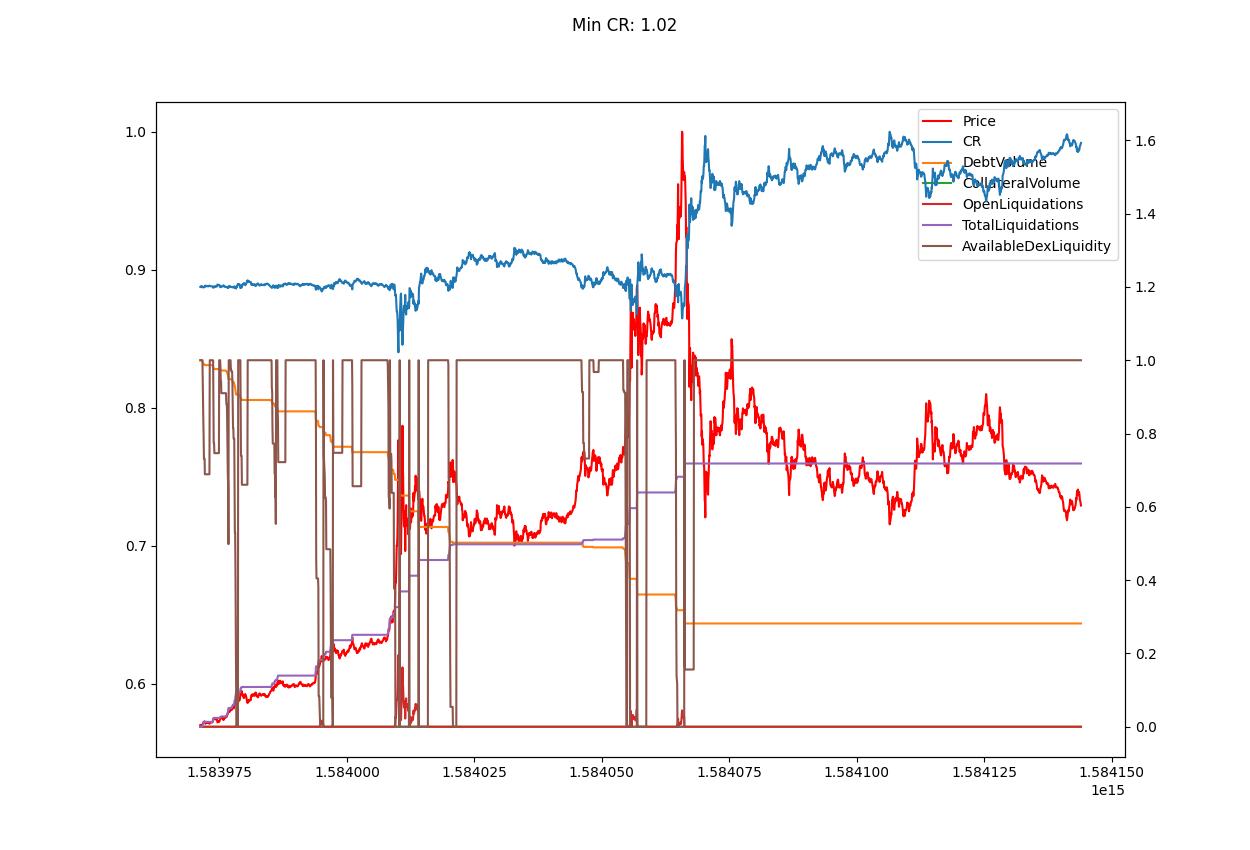 Min CR: 1.02
1.0
0.9
0.8
0.7
0.6
1.6
1.4
1.2
1.0
0.8
0.6
0.4
0.2
0.0
Price
CR
DebtVolume
CollateralVolume
OpenLiquidations
TotalLiquidations
AvailableDexLiquidity
1.583975 1.584000 1.584025 1.584050 1.584075 1.584100 1.584125 1.584150
1e15